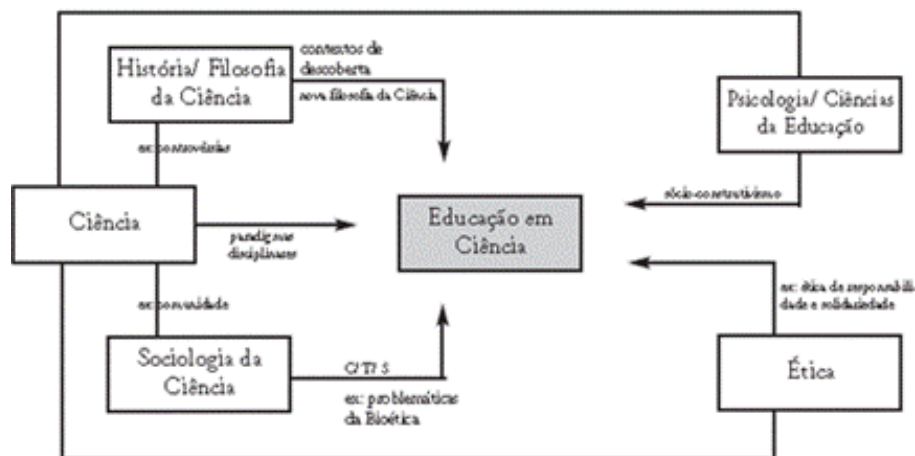 História/ Filosofia
da Ciência
contextos de
descoberta
nova filosofia da Ciência
Psicologia/ Ciências
da Educação
ex: controvérsias
sócio-construtivismo
Ciência
paradigmas
disciplinares
Educação em
Ciência
ex: comunidade
ex: ética de responsabili-
dade e solidariedade
Sociologia da
Ciência
C/T/S
ex: problemáticas
da Bioética
Ética